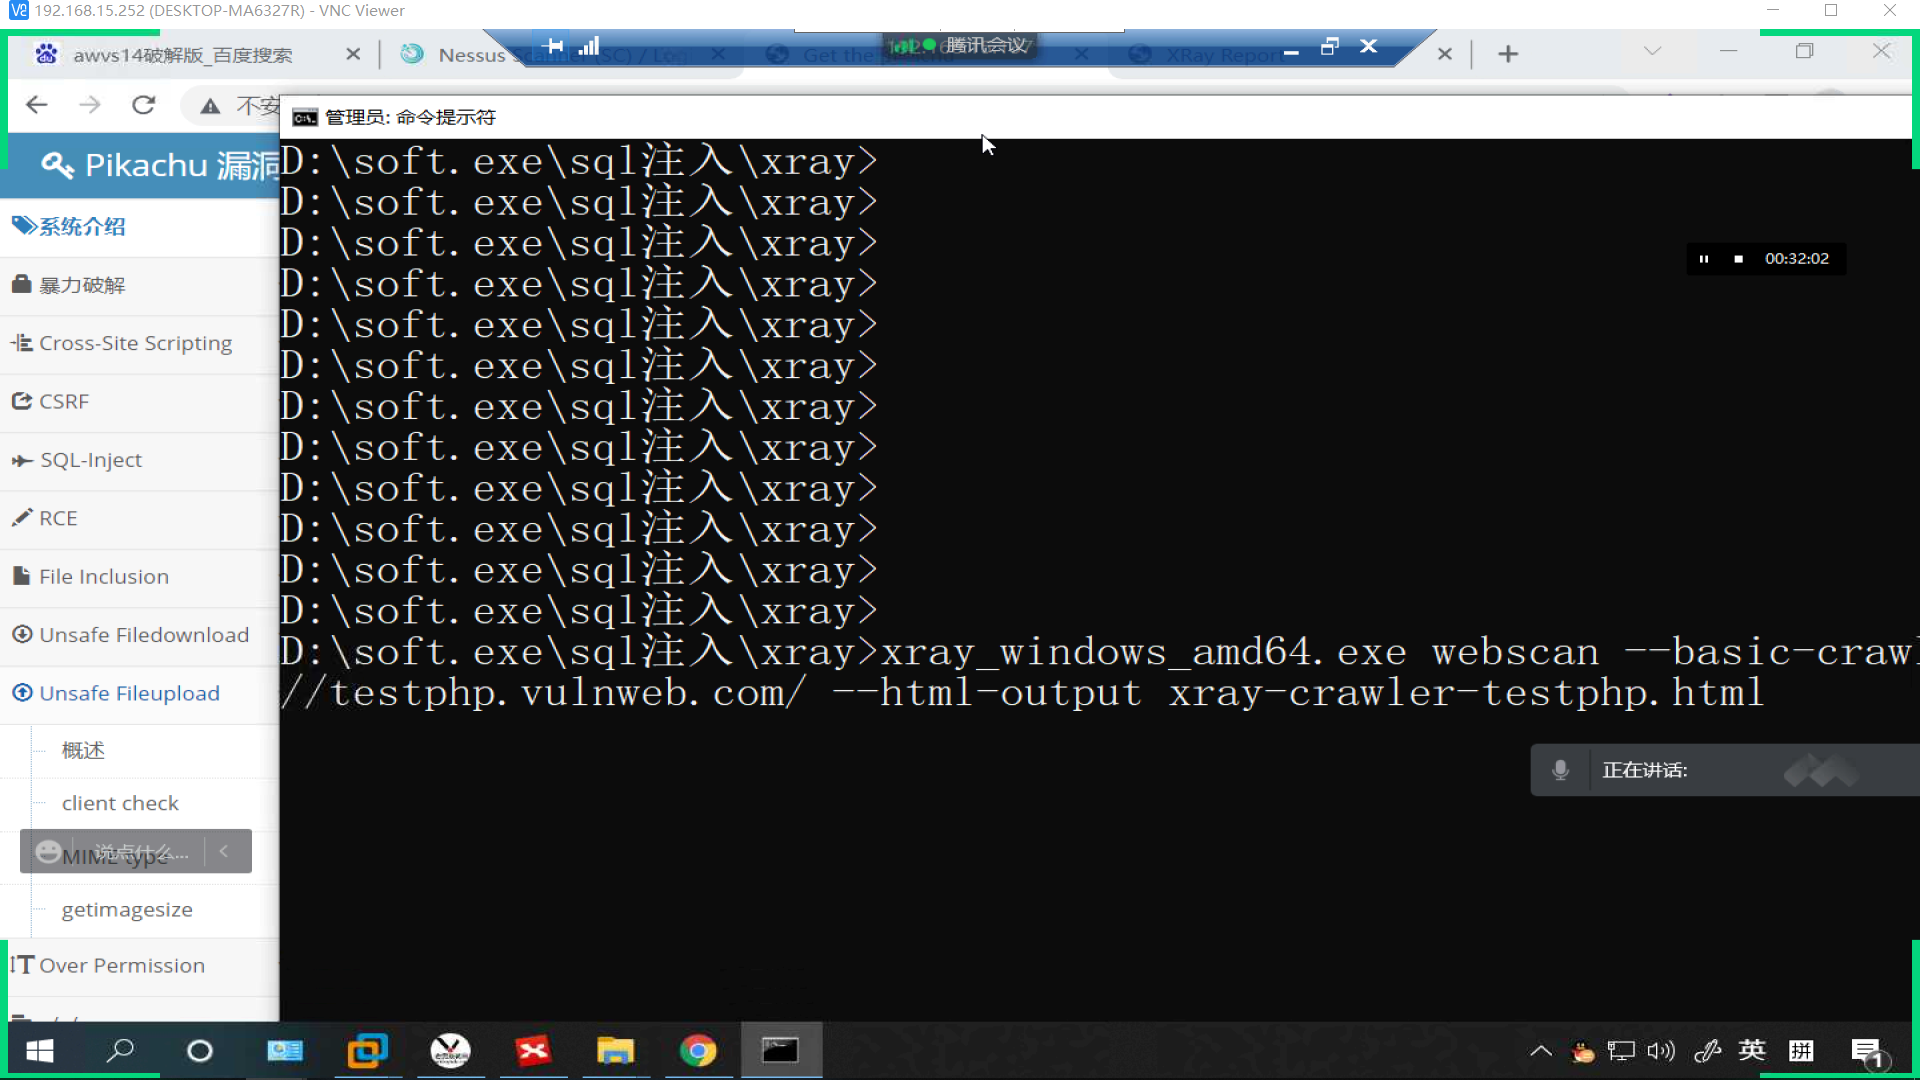 192.168.15.252 (DESKTOP-MA6327R) - VNC Viewer
awvs14破解版_百度搜索
Nessus Scanner (SC) / Log
Get the
腾讯会议
XRay Report
不安
管理员: 命令提示符
Pikachu 漏洞
系统介绍
暴力破解
Cross-Site Scripting
CSRF
SQL-Inject
RCE
File Inclusion
Unsafe Filedownload
Unsafe Fileupload
概述
client check
MIME type
说点什么...
getimagesize
Over Permission
D:\soft.exe\sql注入\xray>
D:\soft.exe\sql注入\xray>
D:\soft.exe\sql注入\xray>
D:\soft.exe\sql注入\xray>
D:\soft.exe\sql注入\xray>
D:\soft.exe\sql注入\xray>
D:\soft.exe\sql注入\xray>
D:\soft.exe\sql注入\xray>
D:\soft.exe\sql注入\xray>
D:\soft.exe\sql注入\xray>
D:\soft.exe\sql注入\xray>
D:\soft.exe\sql注入\xray>
D:\soft.exe\sql注入\xray>xray_windows_amd64.exe webscan --basic-crawl
//testphp.vulnweb.com/ --html-output xray-crawler-testphp.html
00:32:02
正在讲话:
英
拼
1